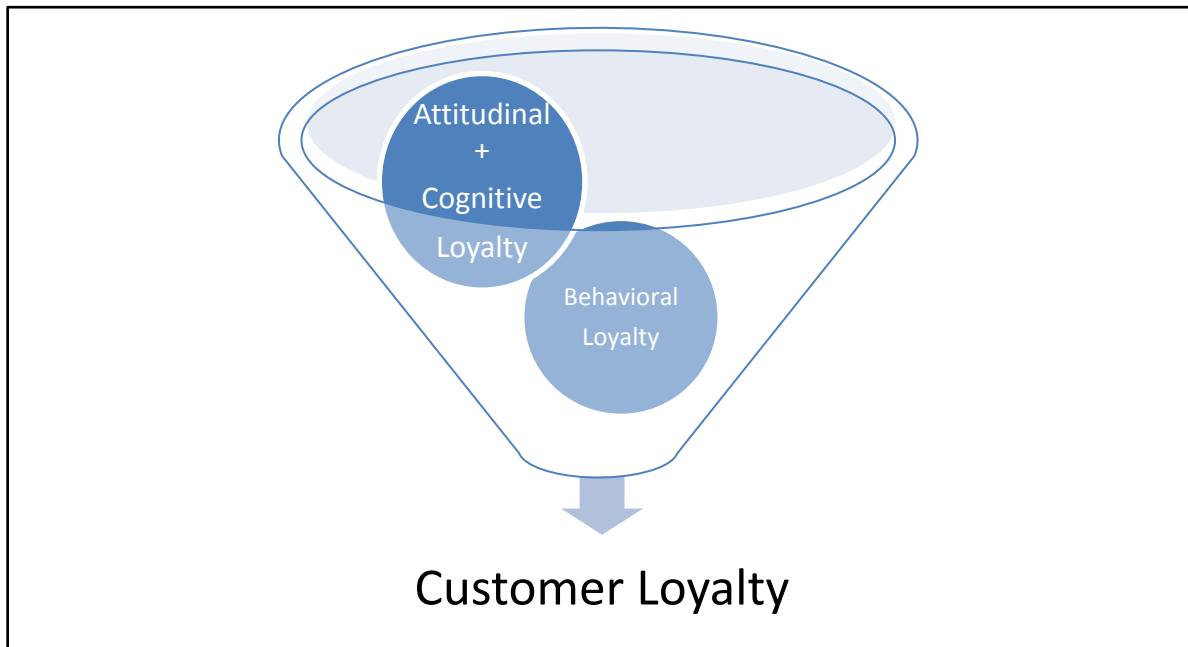 Attitudinal
+
Cognitive
Loyalty
Behavioral
Loyalty
Customer Loyalty